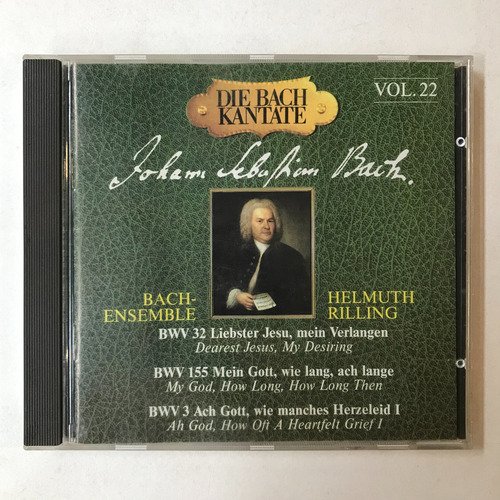 DIE BACH
KANTATE
VOL. 22
Johann Sebastian Bach.
BACH-
ENSEMBLE
HELMUTH
RILLING
BWV 32 Liebster Jesu, mein Verlangen
Dearest Jesus, My Desiring
BWV 155 Mein Gott, wie lang, ach lange
My God, How Long, How Long Then
BWV 3 Ach Gott, wie manches Herzeleid I
Ah God, How Oft A Heartfelt Grief I